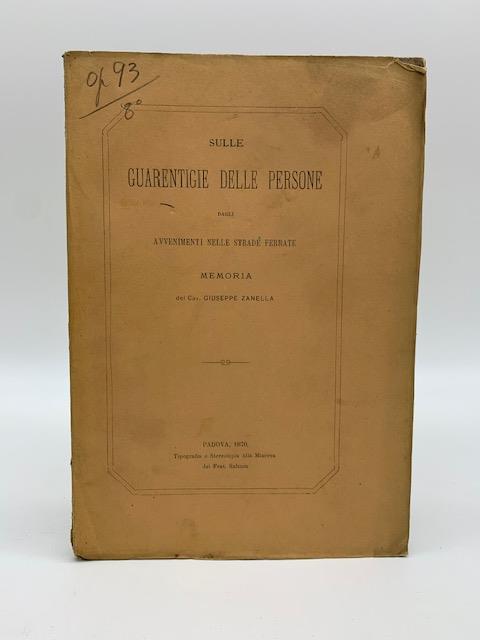 op 93
8°
SULLE
GUARENTIGIE DELLE PERSONE
DAGLI
AVVENIMENTI NELLE STRADE FERRATE
MEMORIA
del Cav. GIUSEPPE ZANELLA
PADOVA, 1870,
Tipografia e Stereotipia alla Minerva
dei Frat. Salmin